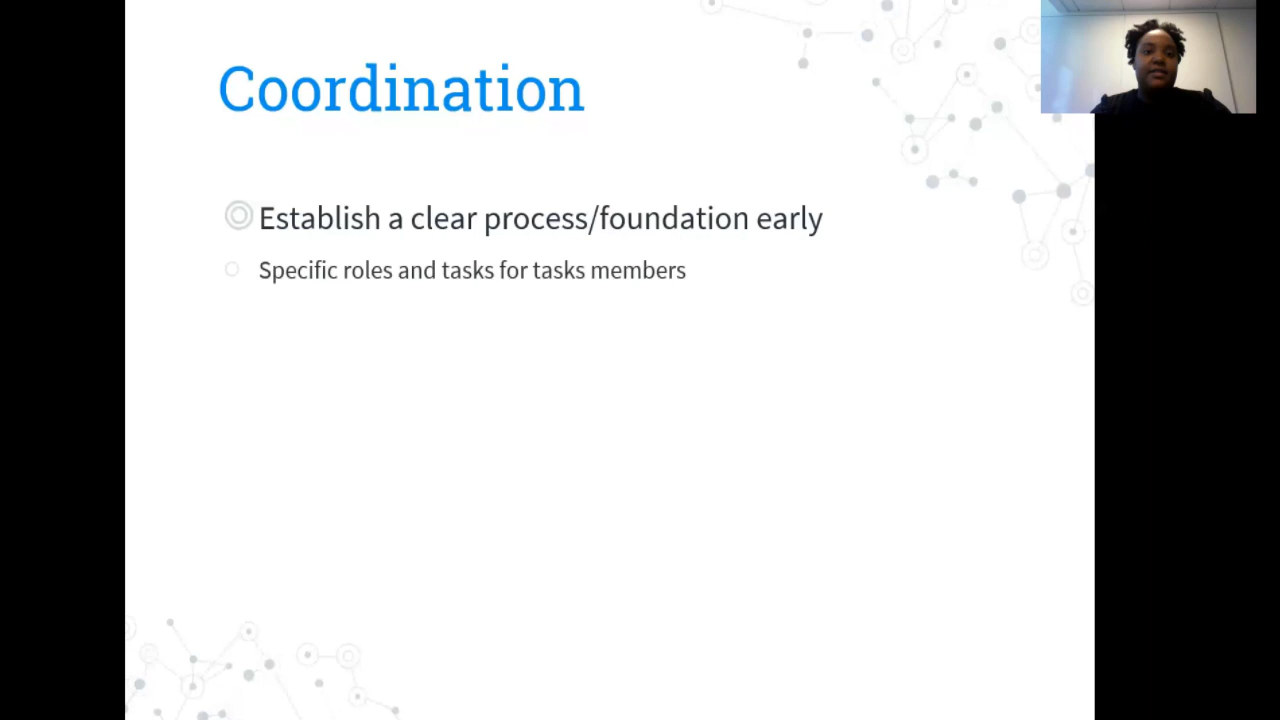 Coordination
Establish a clear process/foundation early
Specific roles and tasks for tasks members